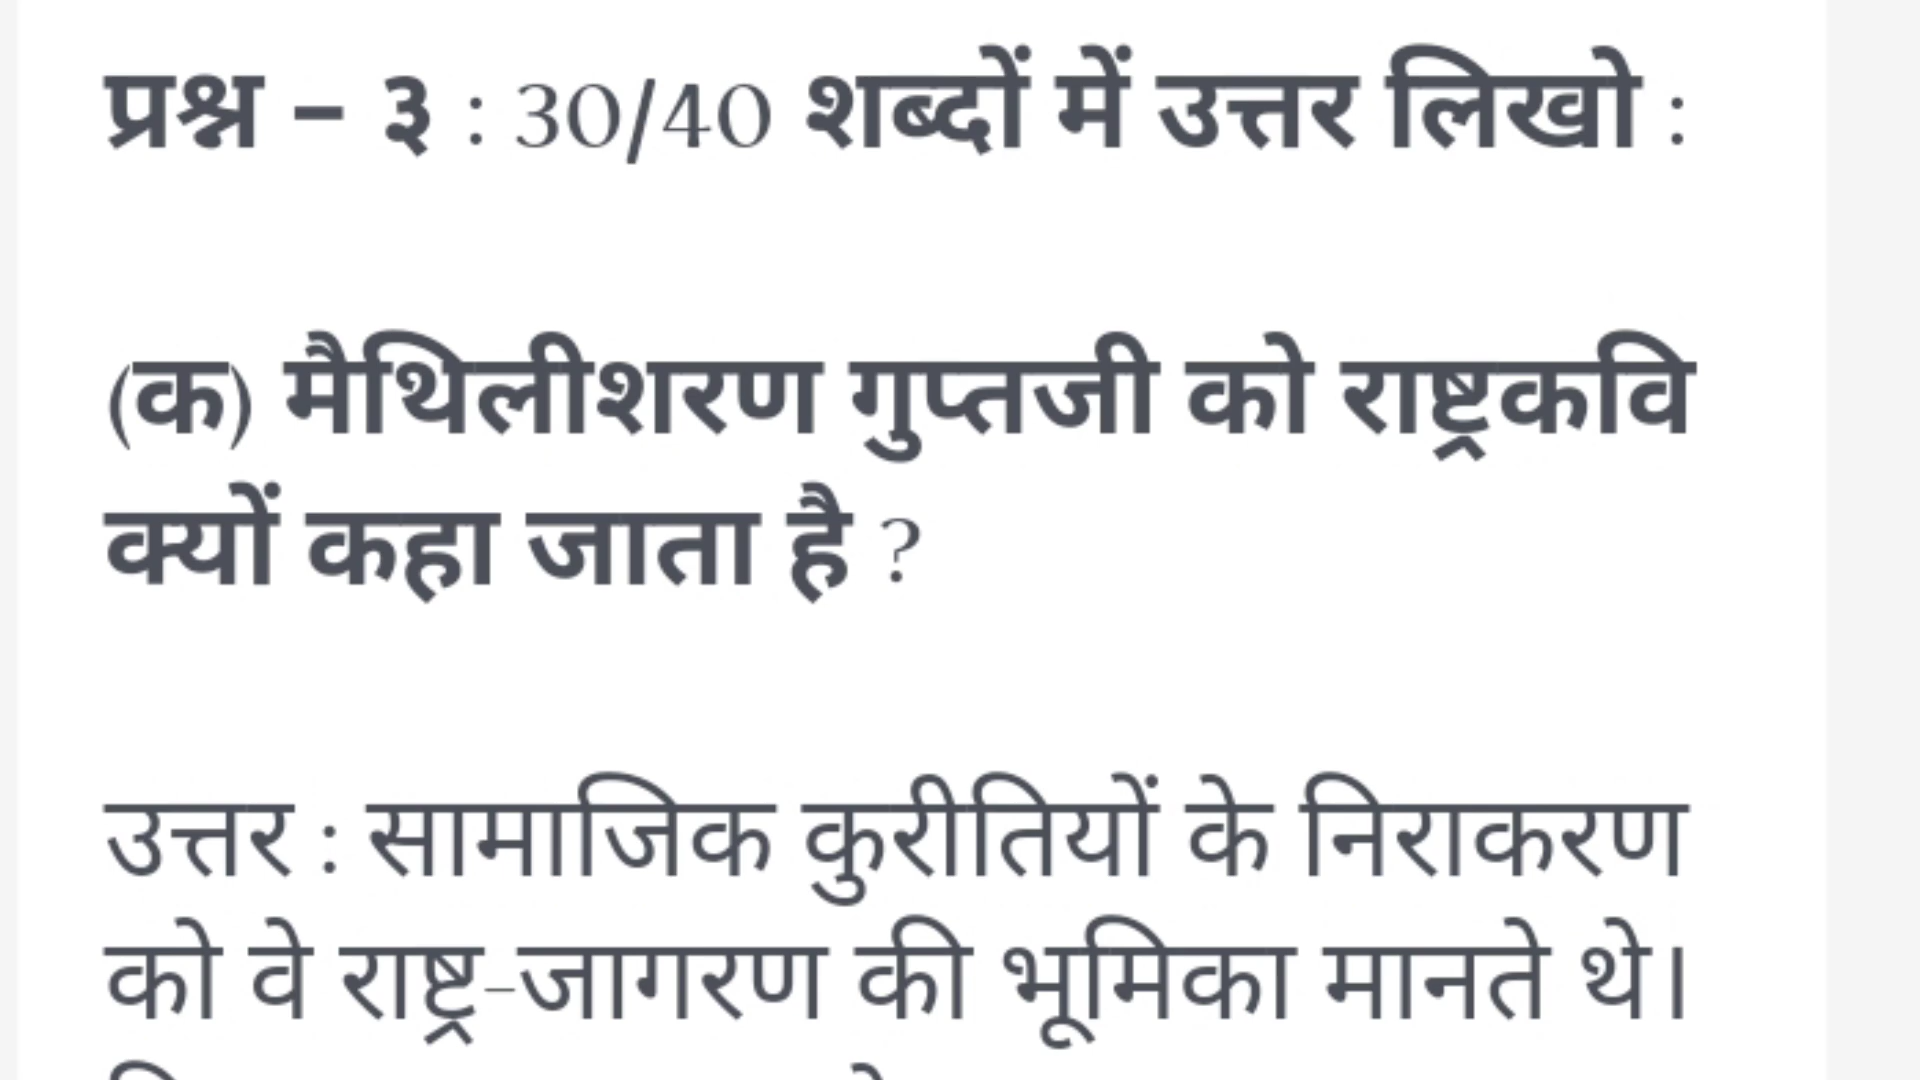 प्रश्न – ३ : 30/40 शब्दों में उत्तर लिखो :
(क) मैथिलीशरण गुप्तजी को राष्ट्रकवि
क्यों कहा जाता है ?
उत्तर : सामाजिक कुरीतियों के निराकरण
को वे राष्ट्र-जागरण की भूमिका मानते थे।